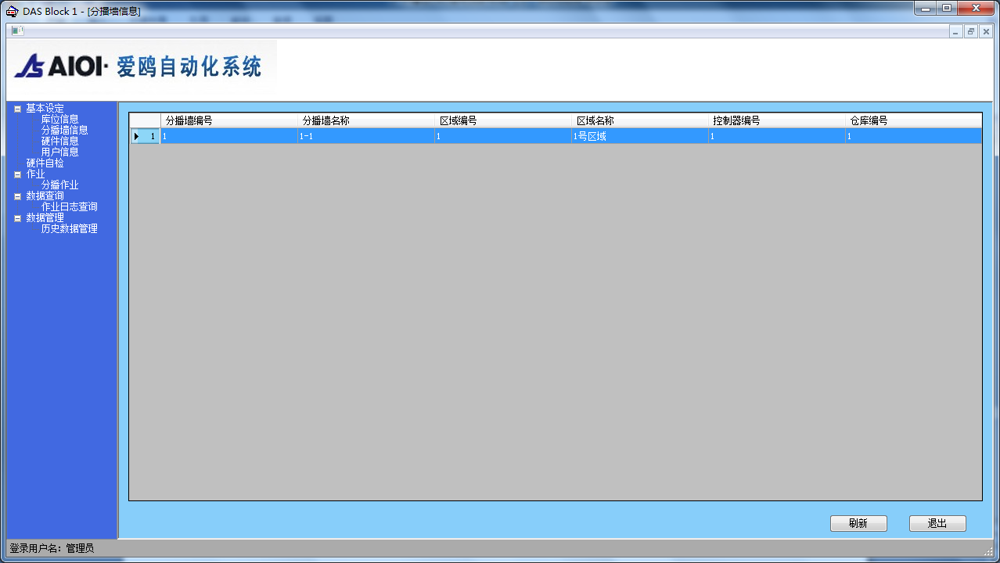 DAS Block 1 - [分播墙信息]
AIOI· 爱鸥自动化系统
基本设定
库位信息
分播墙信息
硬件信息
用户信息
硬件自检
作业
分播作业
数据查询
作业日志查询
数据管理
历史数据管理
分播墙编号 分播墙名称 区域编号 区域名称 控制器编号 仓库编号
1 1 1-1 1 1号区域 1 1
刷新 退出
登录用户名：管理员